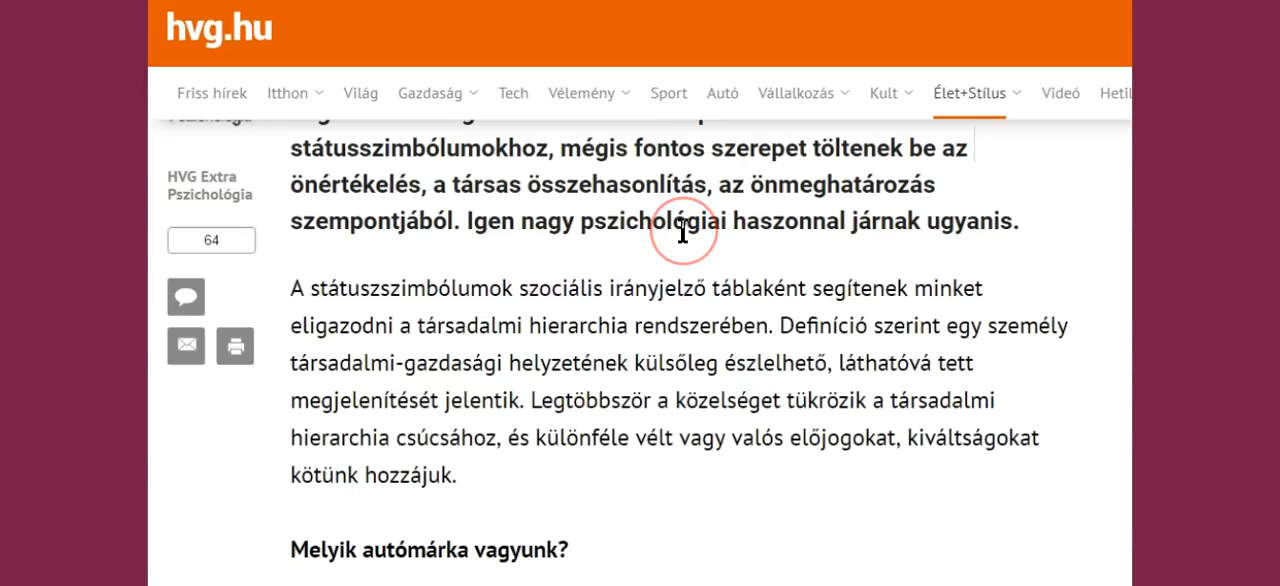 hvg.hu
Friss hírek Itthon Világ Gazdaság Tech Vélemény Sport Autó Vállalkozás Kult Élet+Stílus Videó Hetil
státusszimbólumokhoz, mégis fontos szerepet töltenek be az
önértékelés, a társas összehasonlítás, az önmeghatározás
szempontjából. Igen nagy pszichológiai haszonnal járnak ugyanis.
HVG Extra
Pszichológia
64
A státuszszimbólumok szociális irányjelző táblaként segítenek minket
eligazodni a társadalmi hierarchia rendszerében. Definíció szerint egy személy
társadalmi-gazdasági helyzetének külsőleg észlelhető, láthatóvá tett
megjelenítését jelentik. Legtöbbször a közelséget tükrözik a társadalmi
hierarchia csúcsához, és különféle vélt vagy valós előjogokat, kiváltságokat
kötünk hozzájuk.
Melyik autómárka vagyunk?